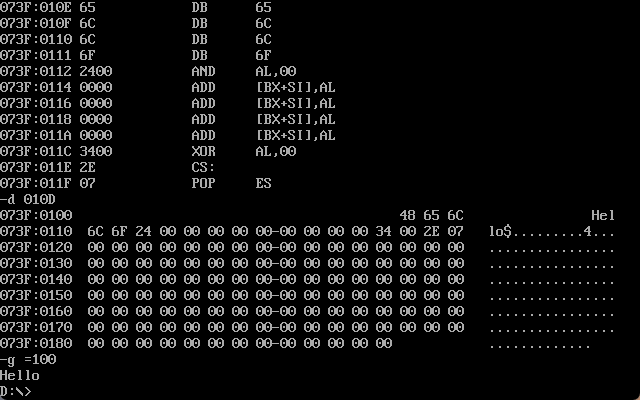 073F:010E 65 DB 65
073F:010F 6C DB 6C
073F:0110 6C DB 6C
073F:0111 6F DB 6F
073F:0112 2400 AND AL,00
073F:0114 0000 ADD [BX+SI],AL
073F:0116 0000 ADD [BX+SI],AL
073F:0118 0000 ADD [BX+SI],AL
073F:011A 0000 ADD [BX+SI],AL
073F:011C 3400 XOR AL,00
073F:011E 2E CS:
073F:011F 07 POP ES
-d 010D
073F:0100 48 65 6C Hel
073F:0110 6C 6F 24 00 00 00 00 00-00 00 00 00 34 00 2E 07 lo$.........4...
073F:0120 00 00 00 00 00 00 00 00-00 00 00 00 00 00 00 00 ................
073F:0130 00 00 00 00 00 00 00 00-00 00 00 00 00 00 00 00 ................
073F:0140 00 00 00 00 00 00 00 00-00 00 00 00 00 00 00 00 ................
073F:0150 00 00 00 00 00 00 00 00-00 00 00 00 00 00 00 00 ................
073F:0160 00 00 00 00 00 00 00 00-00 00 00 00 00 00 00 00 ................
073F:0170 00 00 00 00 00 00 00 00-00 00 00 00 00 00 00 00 ................
073F:0180 00 00 00 00 00 00 00 00-00 00 00 00 00 .............
-g =100
Hello
D:\>